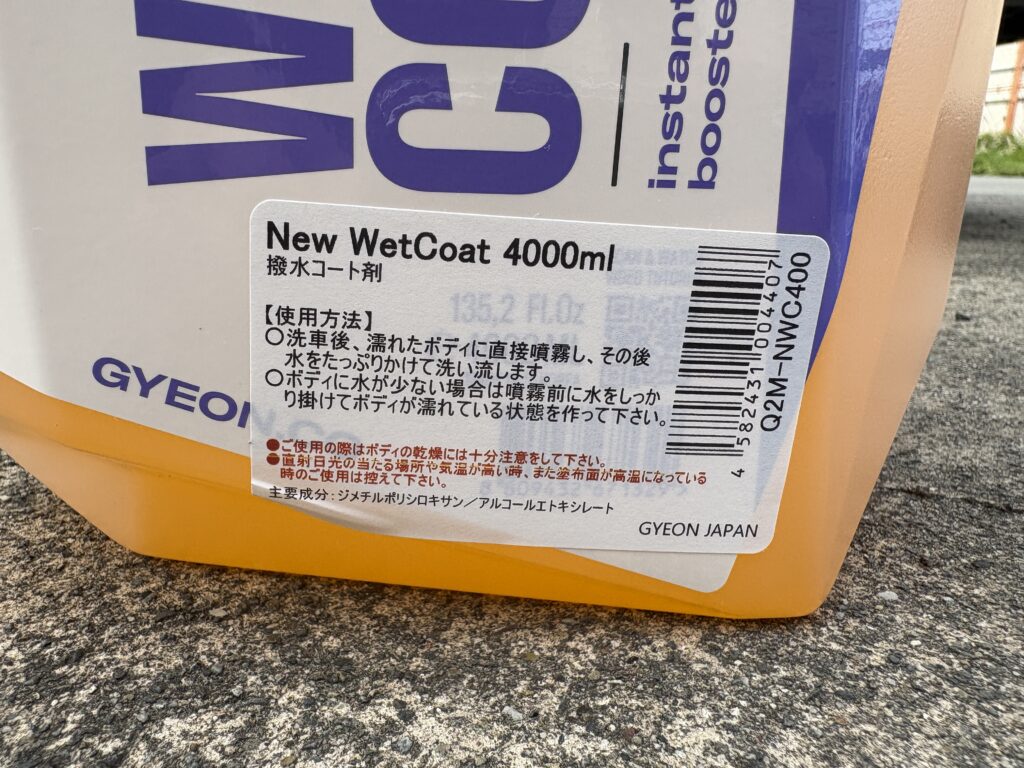 instant
booste
New WetCoat 4000ml
撥水コート剤
135,2 Fl.Oz
【使用方法】
○洗車後、濡れたボディに直接噴霧し、その後
水をたっぷりかけて洗い流します。
○ボディに水が少ない場合は噴霧前に水をしっか
り掛けてボディが濡れている状態を作って下さい。
●ご使用の際はボディの乾燥には十分注意をして下さい。
●直射日光の当たる場所や気温が高い時、また塗布面が高温になっている
時のご使用は控えて下さい。
主要成分:ジメチルポリシロキサン/アルコールエトキシレート
GYEON JAPAN
4 582431 004407
Q2M-NWC400
GYEON.Co